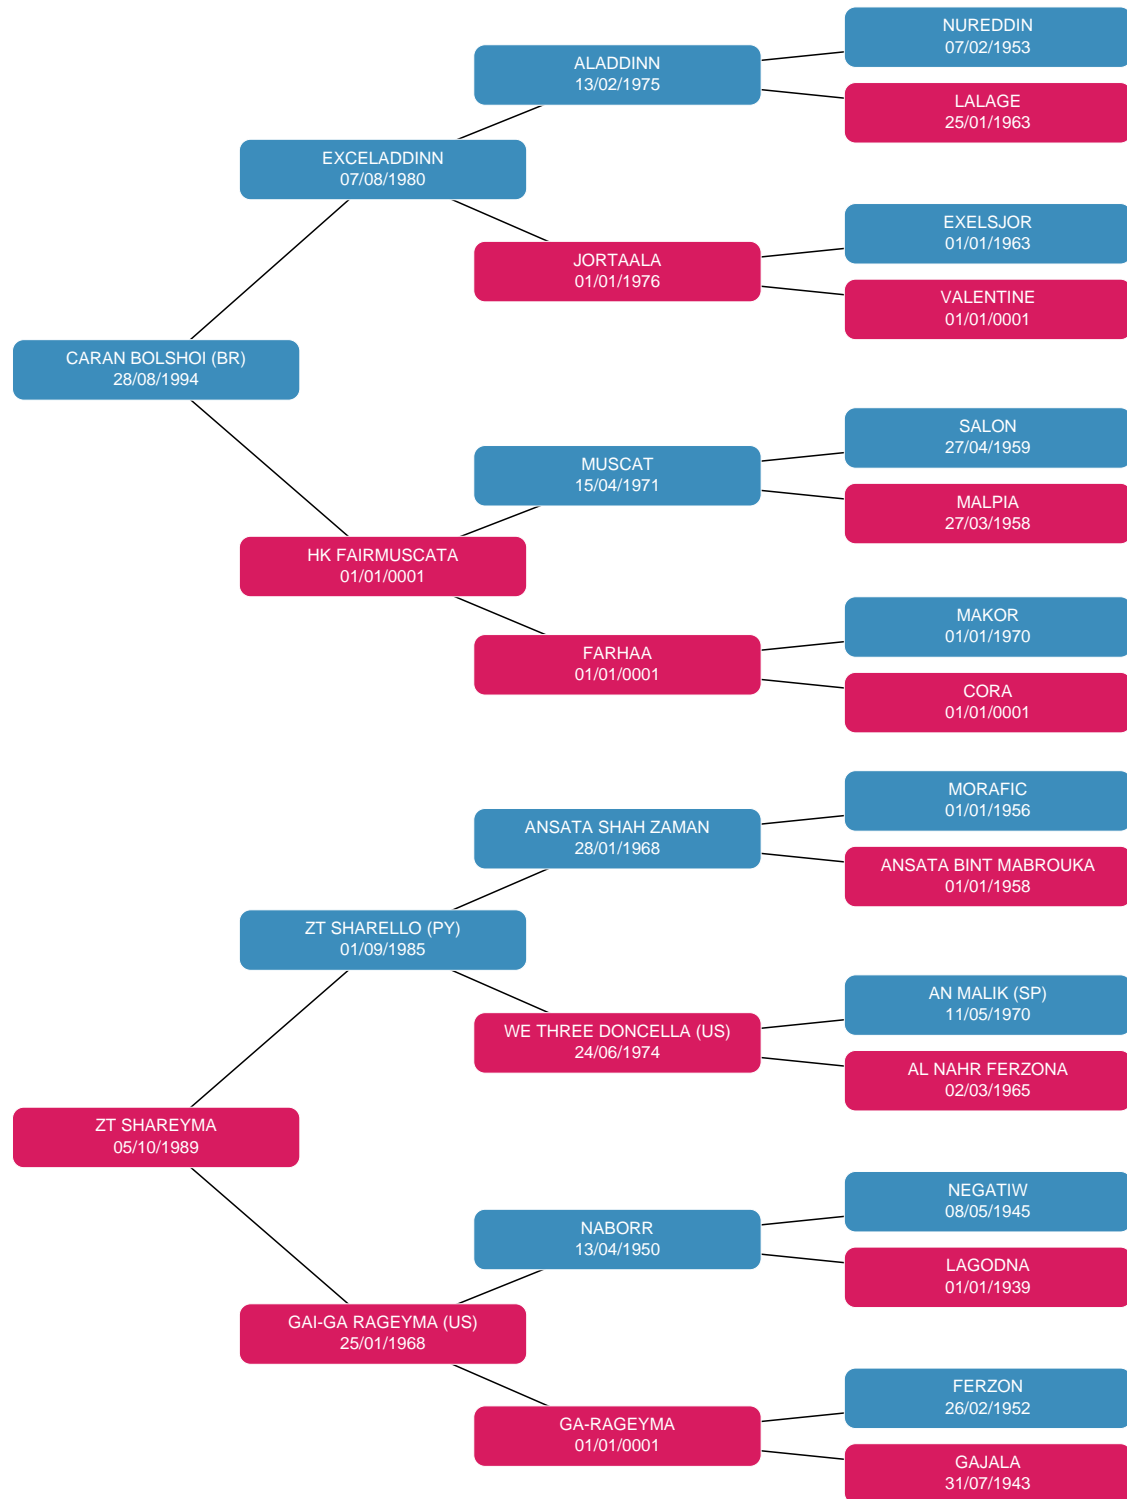 NUREDDIN
07/02/1953
ALADDINN
13/02/1975
LALAGE
25/01/1963
EXCELADDINN
07/08/1980
EXELSJOR
01/01/1963
JORTAALA
01/01/1976
VALENTINE
01/01/0001
CARAN BOLSHOI (BR)
28/08/1994
SALON
27/04/1959
MUSCAT
15/04/1971
MALPIA
27/03/1958
HK FAIRMUSCATA
01/01/0001
MAKOR
01/01/1970
FARHAA
01/01/0001
CORA
01/01/0001
MORAFIC
01/01/1956
ANSATA SHAH ZAMAN
28/01/1968
ANSATA BINT MABROUKA
01/01/1958
ZT SHARELLO (PY)
01/09/1985
AN MALIK (SP)
11/05/1970
WE THREE DONCELLA (US)
24/06/1974
AL NAHR FERZONA
02/03/1965
ZT SHAREYMA
05/10/1989
NEGATIW
08/05/1945
NABORR
13/04/1950
LAGODNA
01/01/1939
GAI-GA RAGEYMA (US)
25/01/1968
FERZON
26/02/1952
GA-RAGEYMA
01/01/0001
GAJALA
31/07/1943